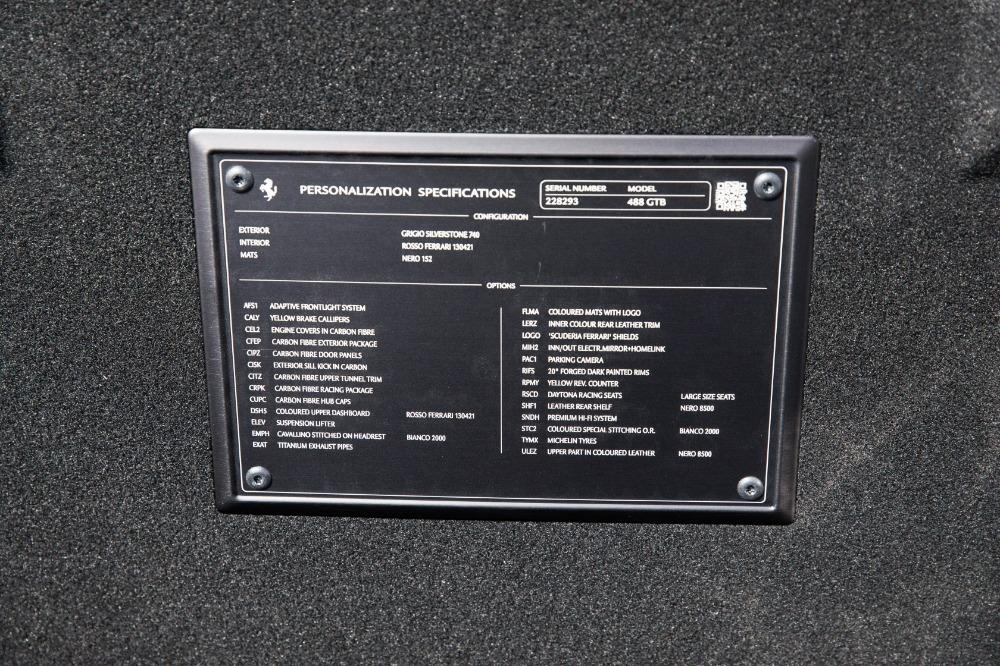 PERSONALIZATION SPECIFICATIONS
SERIAL NUMBER MODEL
228293 488 GTB
CONFIGURATION
EXTERIOR GRIGIO SILVERSTONE 740
INTERIOR ROSSO FERRARI 130421
MATS NERO 152
OPTIONS
AFS1 ADAPTIVE FRONTLIGHT SYSTEM
CALY YELLOW BRAKE CALLIPERS
CEL2 ENGINE COVERS IN CARBON FIBRE
CFEP CARBON FIBRE EXTERIOR PACKAGE
CIPZ CARBON FIBRE DOOR PANELS
CISK EXTERIOR SILL KICK IN CARBON
CITZ CARBON FIBRE UPPER TUNNEL TRIM
CRPK CARBON FIBRE RACING PACKAGE
CUPC CARBON FIBRE HUB CAPS
DSH5 COLOURED UPPER DASHBOARD ROSSO FERRARI 130421
ELEV SUSPENSION LIFTER
EMPH CAVALLINO STITCHED ON HEADREST BIANCO 2000
EXAT TITANIUM EXHAUST PIPES
FLMA COLOURED MATS WITH LOGO
LERZ INNER COLOUR REAR LEATHER TRIM
LOGO 'SCUDERIA FERRARI' SHIELDS
MIH2 INN/OUT ELECTR.MIRROR+HOMELINK
PAC1 PARKING CAMERA
RIFS 20" FORGED DARK PAINTED RIMS
RPMY YELLOW REV. COUNTER
RSCD DAYTONA RACING SEATS LARGE SIZE SEATS
SHF1 LEATHER REAR SHELF NERO 8500
SNDH PREMIUM HI-FI SYSTEM
STC2 COLOURED SPECIAL STITCHING O.R. BIANCO 2000
TYMX MICHELIN TYRES
ULEZ UPPER PART IN COLOURED LEATHER NERO 8500